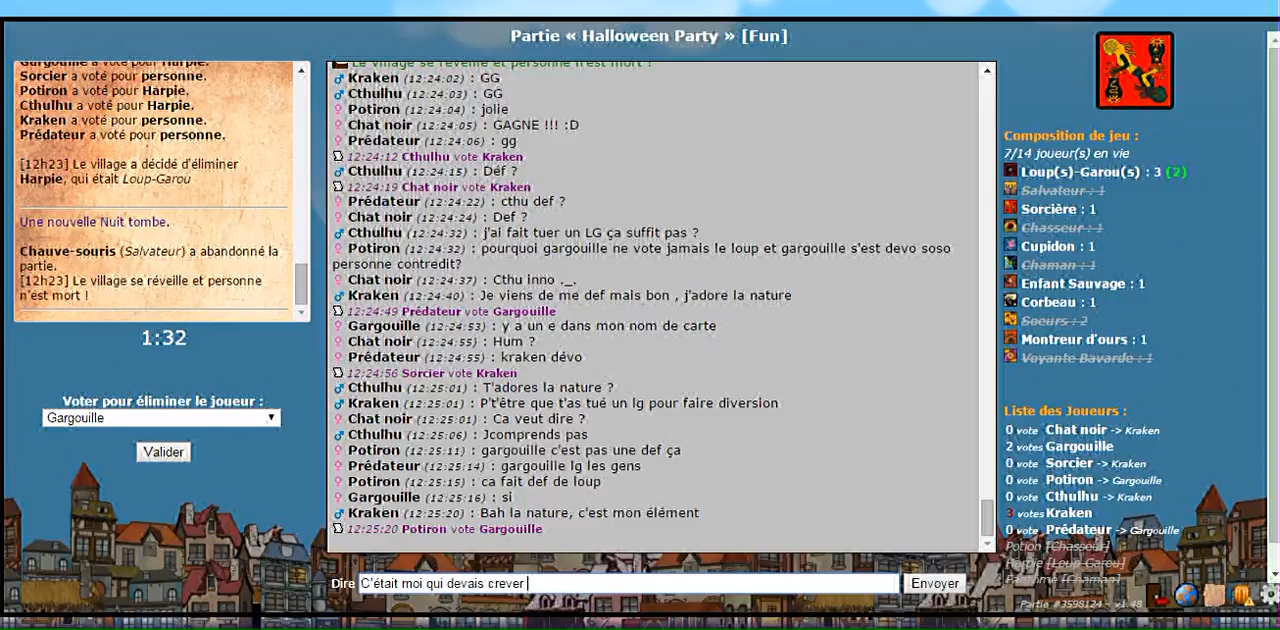 Partie « Halloween Party » [Fun]
Gargouille a voté pour Harpie.
Sorcier a voté pour personne.
Potiron a voté pour Harpie.
Cthulhu a voté pour Harpie.
Kraken a voté pour personne.
Prédateur a voté pour personne.
[12h23] Le village a décidé d'éliminer
Harpie, qui était Loup-Garou
Une nouvelle Nuit tombe.
Chauve-souris (Salvateur) a abandonné la
partie.
[12h23] Le village se réveille et personne
n'est mort !
1:32
Voter pour éliminer le joueur :
Gargouille
Valider
Le village se réveille et personne n'est mort !
Kraken (12:24:02) : GG
Cthulhu (12:24:03) : GG
Potiron (12:24:04) : jolie
Chat noir (12:24:05) : GAGNE !!! :D
Prédateur (12:24:06) : gg
12:24:12 Cthulhu vote Kraken
Cthulhu (12:24:15) : Déf ?
12:24:19 Chat noir vote Kraken
Prédateur (12:24:22) : cthu def ?
Chat noir (12:24:24) : Def ?
Cthulhu (12:24:32) : j'ai fait tuer un LG ça suffit pas ?
Potiron (12:24:32) : pourquoi gargouille ne vote jamais le loup et gargouille s'est devo soso
personne contredit?
Chat noir (12:24:37) : Cthu inno ._.
Kraken (12:24:40) : Je viens de me def mais bon , j'adore la nature
12:24:49 Prédateur vote Gargouille
Gargouille (12:24:53) : y a un e dans mon nom de carte
Chat noir (12:24:55) : Hum ?
Prédateur (12:24:55) : kraken dévo
12:24:56 Sorcier vote Kraken
Cthulhu (12:25:01) : T'adores la nature ?
Kraken (12:25:01) : P't'être que t'as tué un lg pour faire diversion
Chat noir (12:25:01) : Ca veut dire ?
Cthulhu (12:25:06) : Jcomprends pas
Potiron (12:25:11) : gargouille c'est pas une def ça
Prédateur (12:25:14) : gargouille lg les gens
Potiron (12:25:15) : ca fait def de loup
Gargouille (12:25:16) : si
Kraken (12:25:20) : Bah la nature, c'est mon élément
12:25:20 Potiron vote Gargouille
Dire C'était moi qui devais crever
Envoyer
Composition de jeu :
7/14 joueur(s) en vie
Loup(s)-Garou(s) : 3 (2)
Salvateur : 1
Sorcière : 1
Chasseur : 1
Cupidon : 1
Chaman : 1
Enfant Sauvage : 1
Corbeau : 1
Soeurs : 2
Montreur d'ours : 1
Voyante Bavarde : 1
Liste des Joueurs :
0 vote Chat noir -> Kraken
2 votes Gargouille
0 vote Sorcier -> Kraken
0 vote Potiron -> Gargouille
0 vote Cthulhu -> Kraken
3 votes Kraken
0 vote Prédateur -> Gargouille
Potion [Chasseur]
Harpie [Loup-Garou]
Fantôme [Chaman]
Partie #3598124 - v1.48